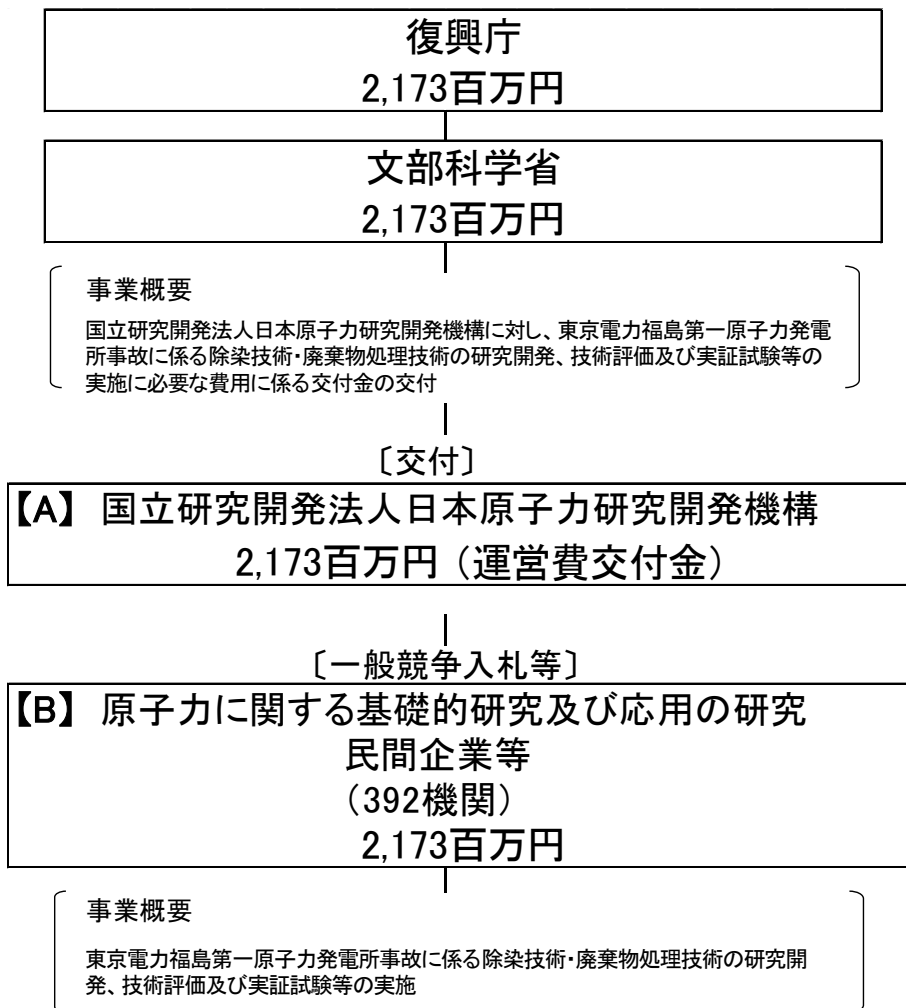 復興庁
2,173百万円
文部科学省
2,173百万円
事業概要
国立研究開発法人日本原子力研究開発機構に対し、東京電力福島第一原子力発電
所事故に係る除染技術・廃棄物処理技術の研究開発、技術評価及び実証試験等の
実施に必要な費用に係る交付金の交付
〔交付〕
【A】 国立研究開発法人日本原子力研究開発機構
2,173百万円（運営費交付金）
〔一般競争入札等〕
【B】 原子力に関する基礎的研究及び応用の研究
民間企業等
（392機関）
2,173百万円
事業概要
東京電力福島第一原子力発電所事故に係る除染技術・廃棄物処理技術の研究開
発、技術評価及び実証試験等の実施